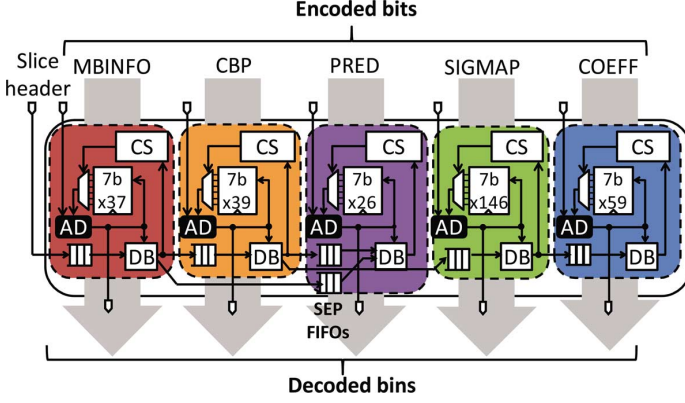 Encoded bits
Slice
header
MBINFO
CBP
PRED
SIGMAP
COEFF
CS
CS
CS
CS
CS
7b
x37
7b
x39
7b
x26
7b
x146
7b
x59
AD
AD
AD
AD
AD
DB
DB
DB
DB
DB
SEP
FIFOs
Decoded bins